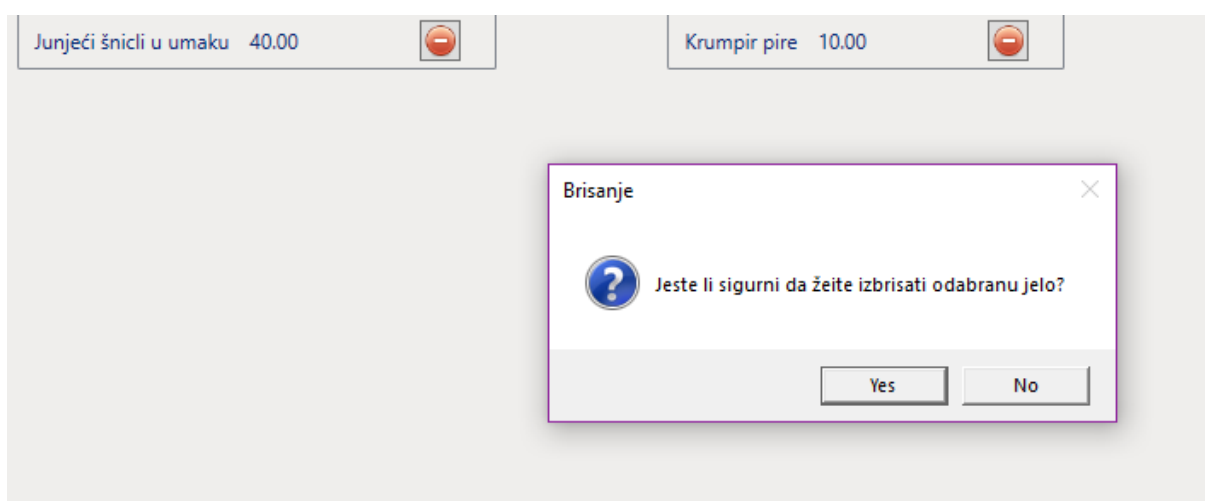 Junjeći šnicli u umaku 40.00
Krumpir pire 10.00
Brisanje
Jeste li sigurni da žeite izbrisati odabranu jelo?
Yes
No